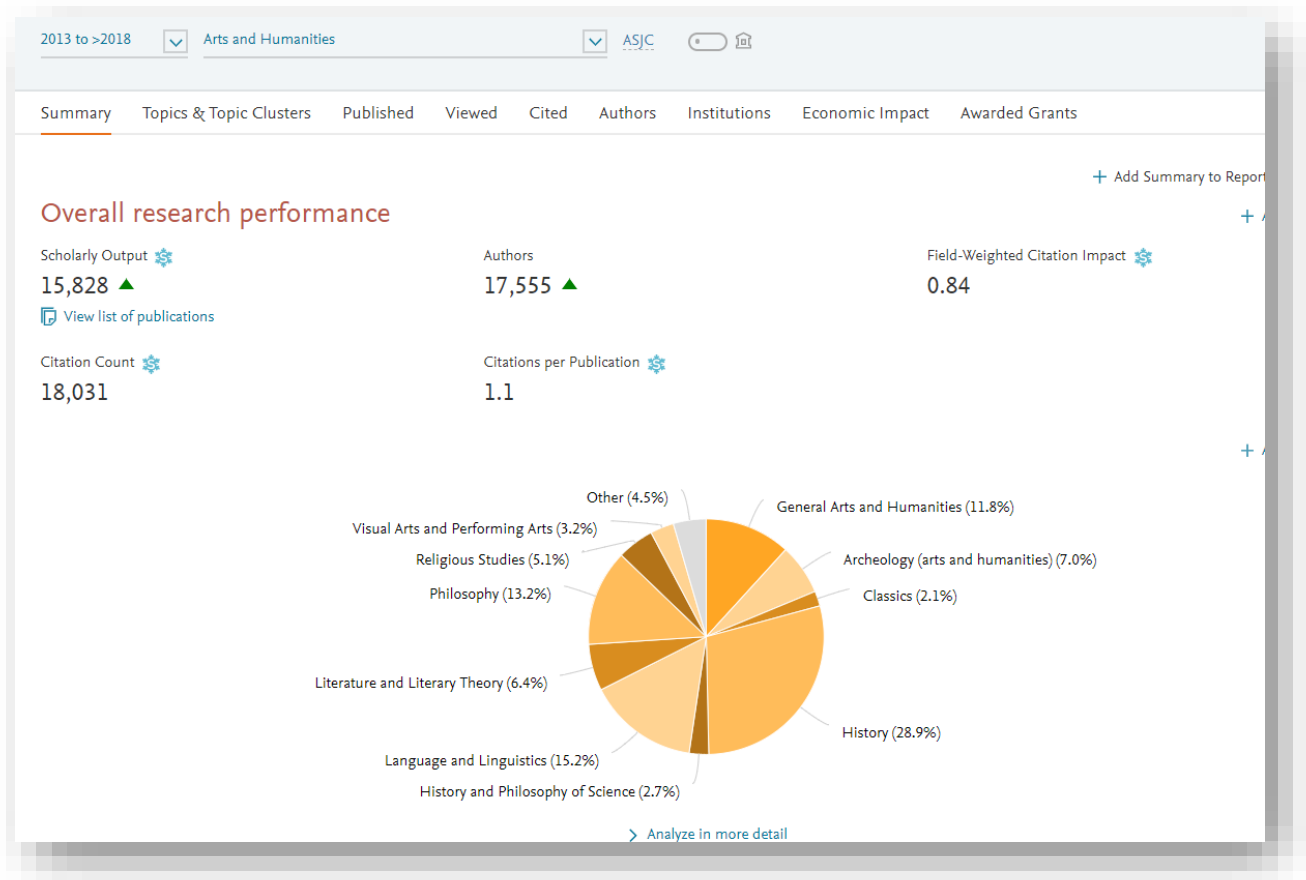 2013 to >2018 Arts and Humanities ASJC
Summary Topics & Topic Clusters Published Viewed Cited Authors Institutions Economic Impact Awarded Grants
+ Add Summary to Report
Overall research performance
+
Scholarly Output Authors Field-Weighted Citation Impact
15,828 17,555 0.84
View list of publications
Citation Count Citations per Publication
18,031 1.1
+
Other (4.5%)
General Arts and Humanities (11.8%)
Visual Arts and Performing Arts (3.2%)
Religious Studies (5.1%)
Archeology (arts and humanities) (7.0%)
Philosophy (13.2%)
Classics (2.1%)
Literature and Literary Theory (6.4%)
History (28.9%)
Language and Linguistics (15.2%)
History and Philosophy of Science (2.7%)
> Analyze in more detail